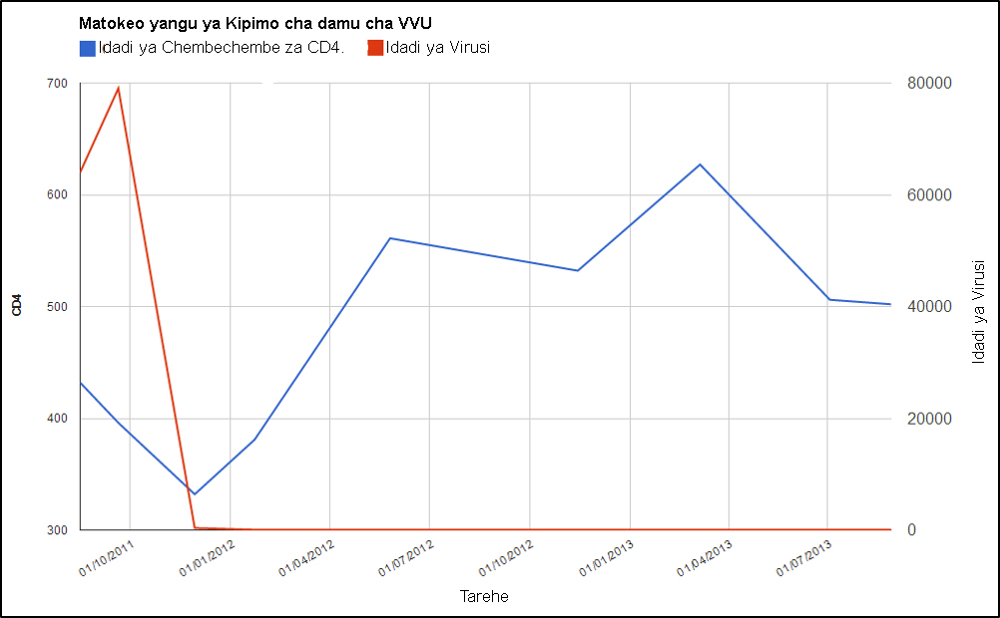 Matokeo yangu ya Kipimo cha damu cha VVU
Idadi ya Chembechembe za CD4. Idadi ya Virusi
700 80000
600 60000
500 40000
400 20000
300 0
CD4
Idadi ya Virusi
01/10/2011 01/01/2012 01/04/2012 01/07/2012 01/10/2012 01/01/2013 01/04/2013 01/07/2013
Tarehe